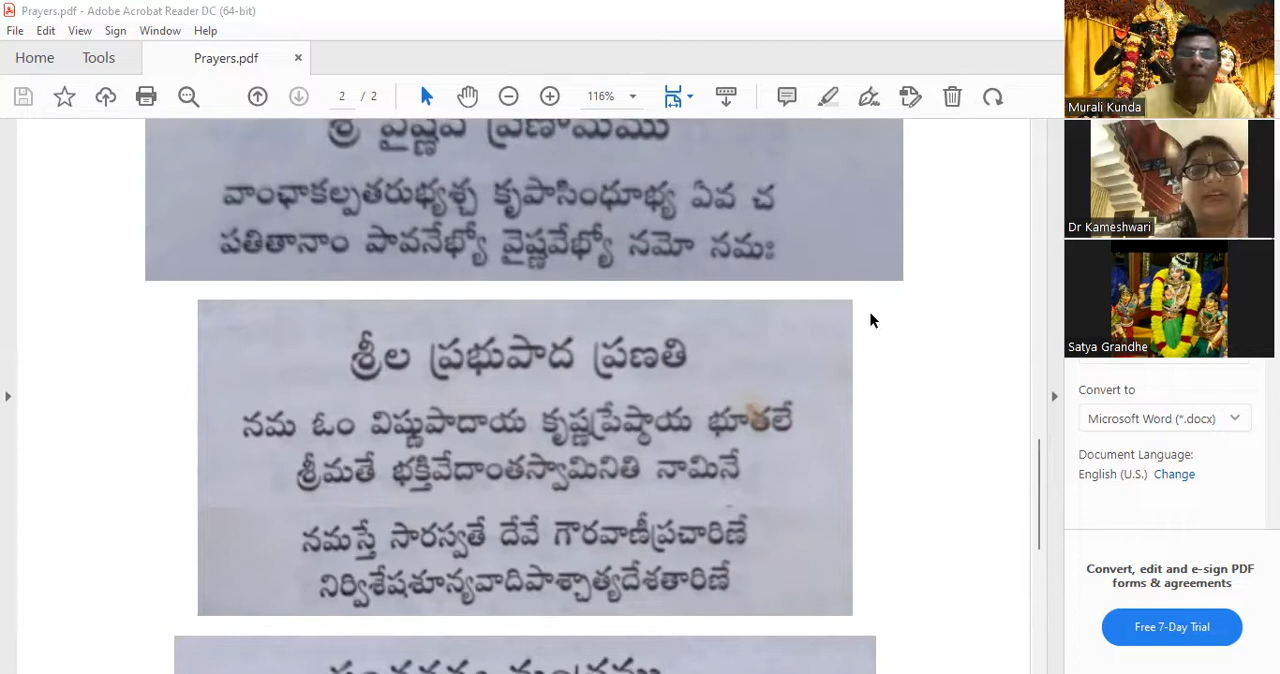 Prayers.pdf - Adobe Acrobat Reader DC (64-bit)
File Edit View Sign Window Help
Home Tools Prayers.pdf ×
2 / 2 116%
శ్రీ వైష్ణవ ప్రణామము
వాంఛాకల్పతరుభ్యశ్చ కృపాసింధూభ్య ఏవ చ
పతితానాం పావనేభ్యో వైష్ణవేభ్యో నమో నమః
శ్రీల ప్రభుపాద ప్రణతి
నమ ఓం విష్ణుపాదాయ కృష్ణప్రేష్ఠాయ భూతలే
శ్రీమతే భక్తివేదాంతస్వామినితి నామినే
నమస్తే సారస్వతే దేవే గౌరవాణీప్రచారిణే
నిర్విశేషశూన్యవాదిపాశ్చాత్యదేశతారిణే
Murali Kunda
Dr Kameshwari
Satya Grandhe
Convert to
Microsoft Word (*.docx)
Document Language:
English (U.S.) Change
Convert, edit and e-sign PDF
forms & agreements
Free 7-Day Trial